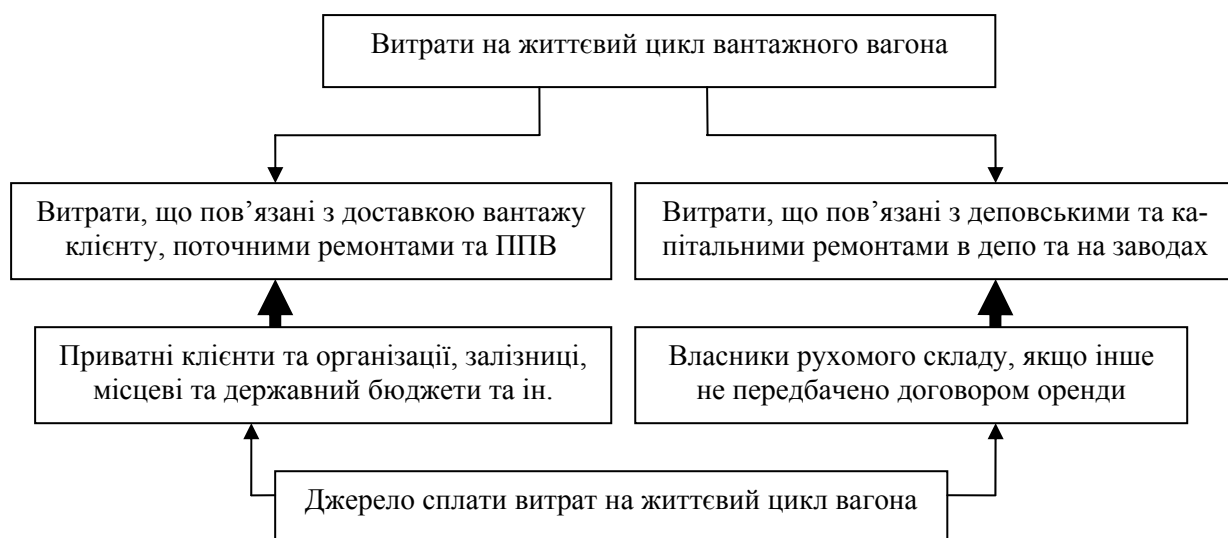 Витрати на життєвий цикл вантажного вагона
Витрати, що пов’язані з доставкою вантажу
клієнту, поточними ремонтами та ППВ
Витрати, що пов’язані з деповськими та ка-
пітальними ремонтами в депо та на заводах
Приватні клієнти та організації, залізниці,
місцеві та державний бюджети та ін.
Власники рухомого складу, якщо інше
не передбачено договором оренди
Джерело сплати витрат на життєвий цикл вагона